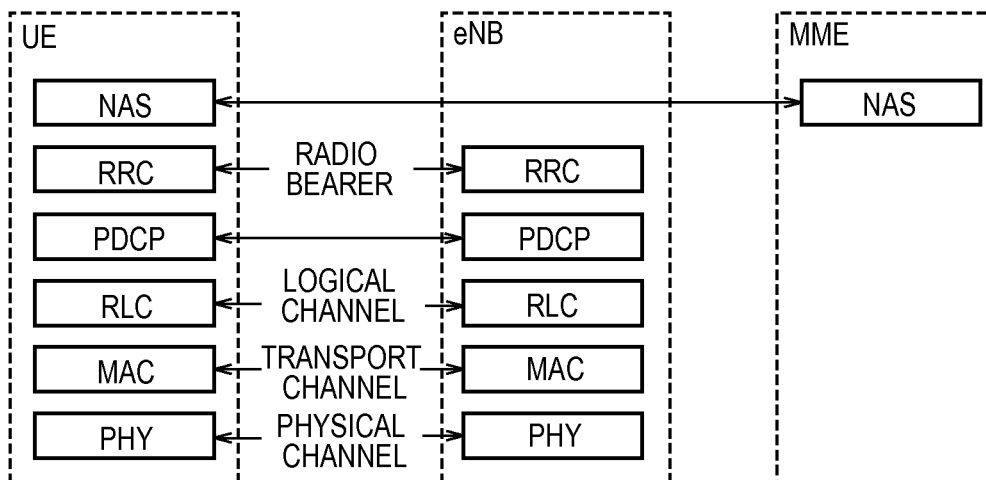 UE
eNB
MME
NAS
NAS
RRC
RADIO
BEARER
RRC
PDCP
PDCP
RLC
LOGICAL
CHANNEL
RLC
MAC
TRANSPORT
CHANNEL
MAC
PHY
PHYSICAL
CHANNEL
PHY